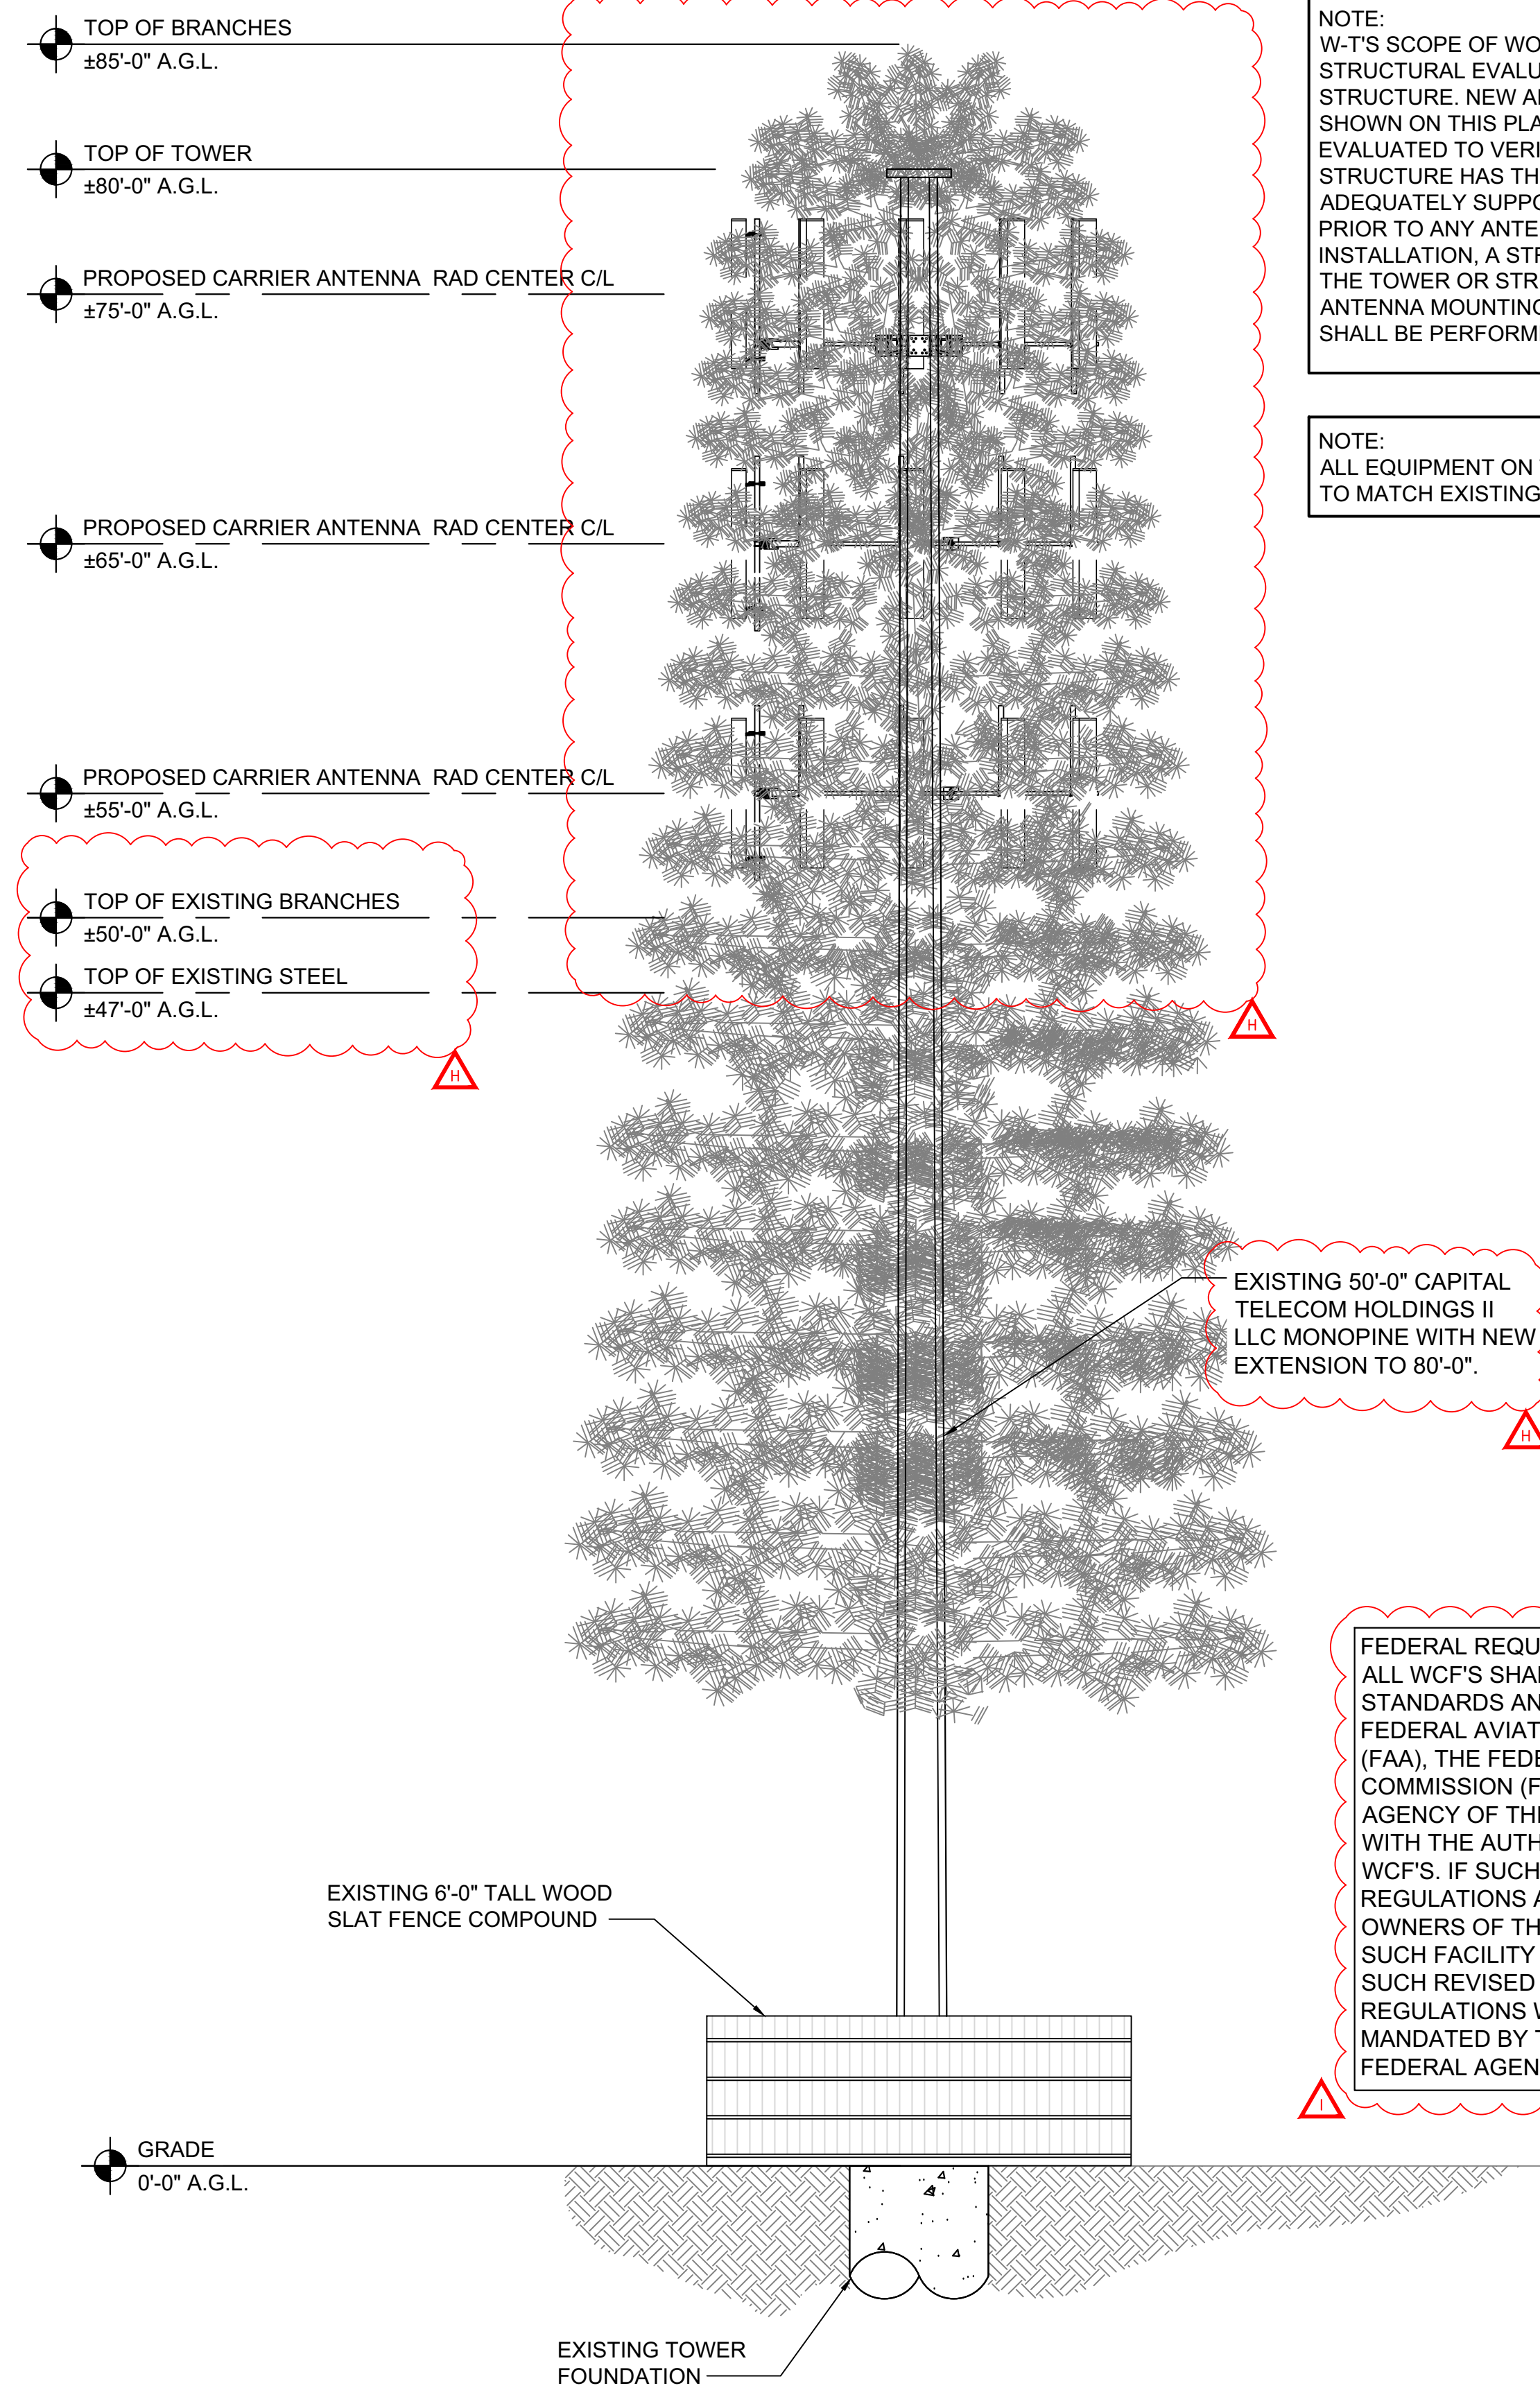 TOP OF BRANCHES
±85'-0" A.G.L.
TOP OF TOWER
±80'-0" A.G.L.
PROPOSED CARRIER ANTENNA RAD CENTER C/L
±75'-0" A.G.L.
PROPOSED CARRIER ANTENNA RAD CENTER C/L
±65'-0" A.G.L.
PROPOSED CARRIER ANTENNA RAD CENTER C/L
±55'-0" A.G.L.
TOP OF EXISTING BRANCHES
±50'-0" A.G.L.
TOP OF EXISTING STEEL
±47'-0" A.G.L.
H
H
NOTE:
W-T'S SCOPE OF WO
STRUCTURAL EVALU
STRUCTURE. NEW A
SHOWN ON THIS PLA
EVALUATED TO VERI
STRUCTURE HAS TH
ADEQUATELY SUPPO
PRIOR TO ANY ANTE
INSTALLATION, A STR
THE TOWER OR STR
ANTENNA MOUNTING
SHALL BE PERFORM
NOTE:
ALL EQUIPMENT ON
TO MATCH EXISTING
EXISTING 50'-0" CAPITAL
TELECOM HOLDINGS II
LLC MONOPINE WITH NEW
EXTENSION TO 80'-0".
H
FEDERAL REQU
ALL WCF'S SHA
STANDARDS AN
FEDERAL AVIAT
(FAA), THE FEDE
COMMISSION (F
AGENCY OF THE
WITH THE AUTH
WCF'S. IF SUCH
REGULATIONS A
OWNERS OF TH
SUCH FACILITY
SUCH REVISED
REGULATIONS W
MANDATED BY T
FEDERAL AGEN
I
EXISTING 6'-0" TALL WOOD
SLAT FENCE COMPOUND
GRADE
0'-0" A.G.L.
EXISTING TOWER
FOUNDATION